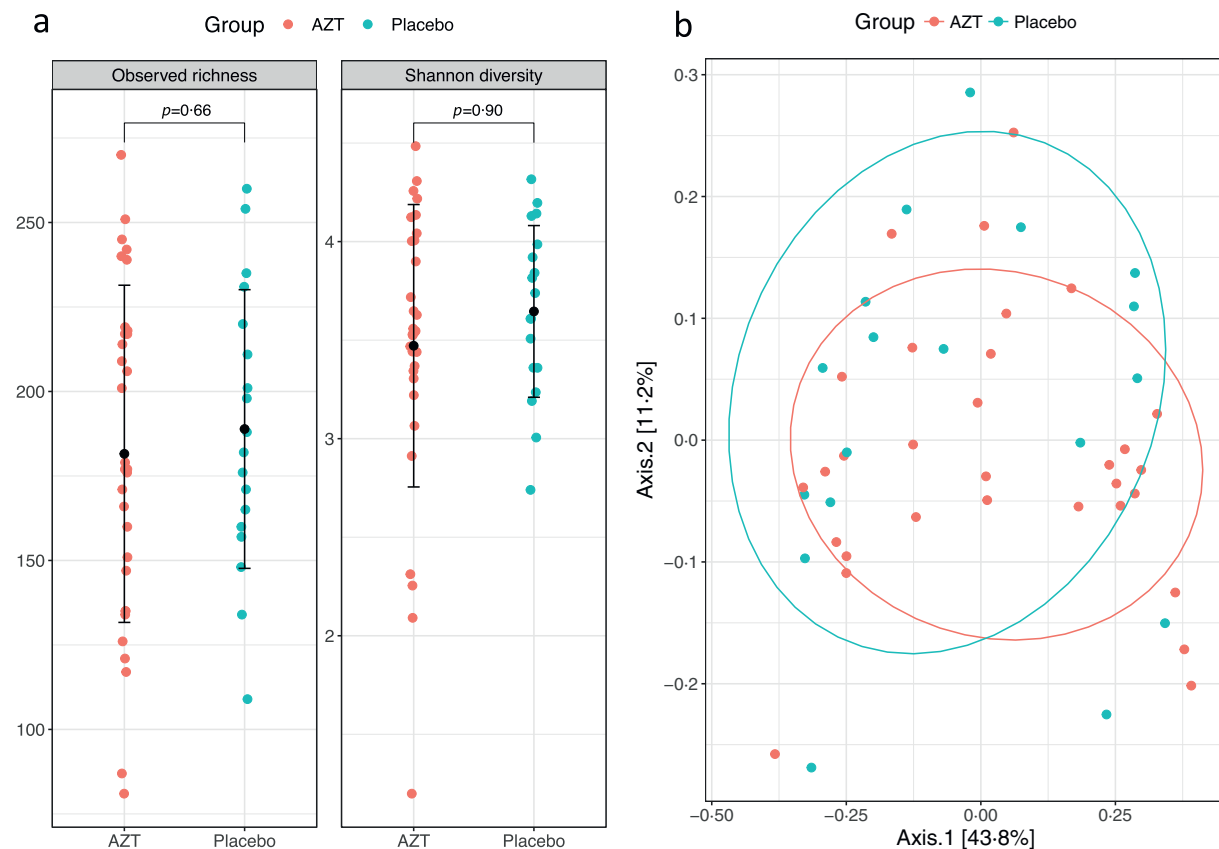 a
Group AZT Placebo
Observed richness
Shannon diversity
p=0·66
p=0·90
250
200
150
100
4
3
2
AZT
Placebo
AZT
Placebo
b
Group AZT Placebo
Axis.2 [11·2%]
0·3
0·2
0·1
0·0
−0·1
−0·2
−0·50
−0·25
0·00
0·25
Axis.1 [43·8%]